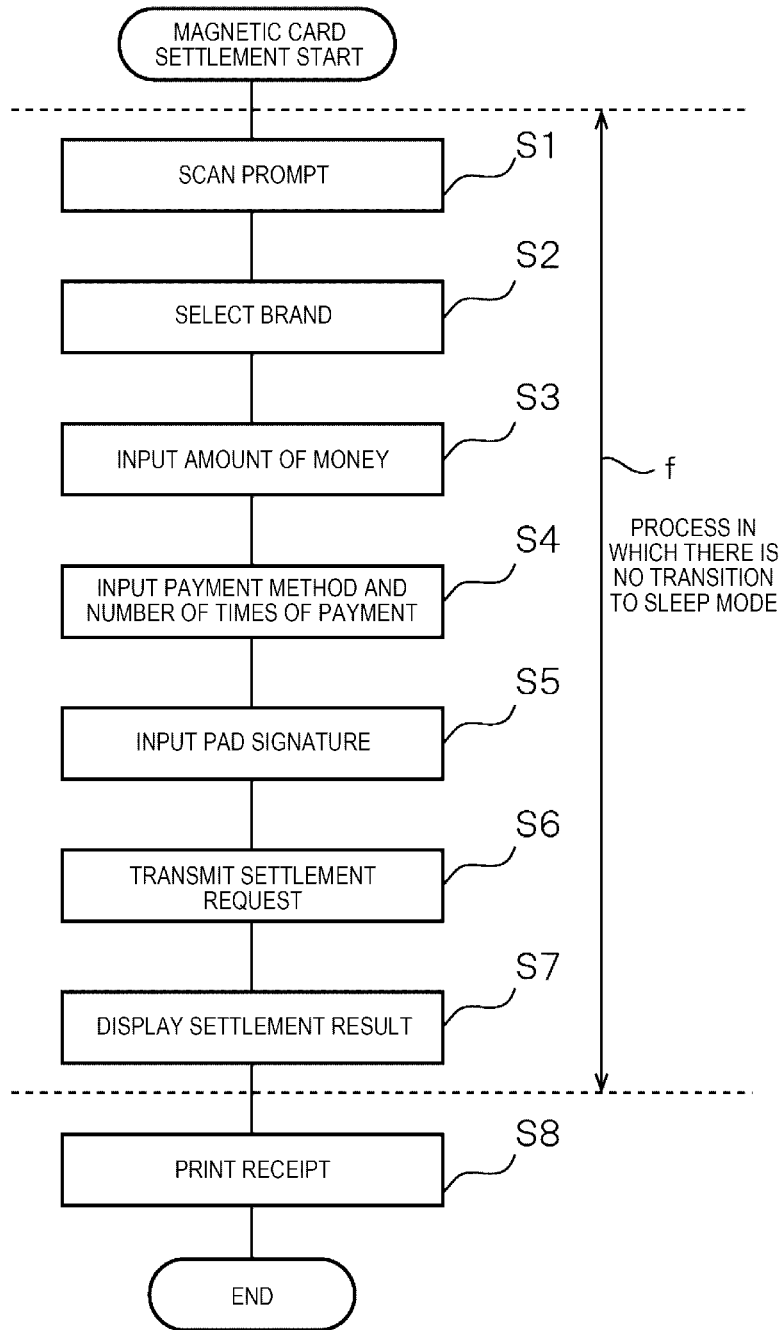 MAGNETIC CARD
SETTLEMENT START
S1
SCAN PROMPT
S2
SELECT BRAND
S3
INPUT AMOUNT OF MONEY
f
PROCESS IN
WHICH THERE IS
NO TRANSITION
TO SLEEP MODE
S4
INPUT PAYMENT METHOD AND
NUMBER OF TIMES OF PAYMENT
S5
INPUT PAD SIGNATURE
S6
TRANSMIT SETTLEMENT
REQUEST
S7
DISPLAY SETTLEMENT RESULT
S8
PRINT RECEIPT
END